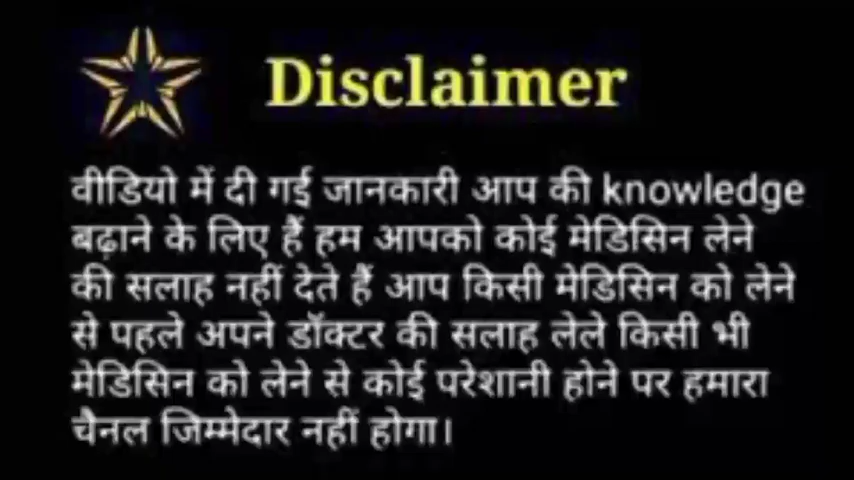 Disclaimer
वीडियो में दी गई जानकारी आप की knowledge
बढ़ाने के लिए हैं हम आपको कोई मेडिसिन लेने
की सलाह नहीं देते हैं आप किसी मेडिसिन को लेने
से पहले अपने डॉक्टर की सलाह लेले किसी भी
मेडिसिन को लेने से कोई परेशानी होने पर हमारा
चैनल जिम्मेदार नहीं होगा।